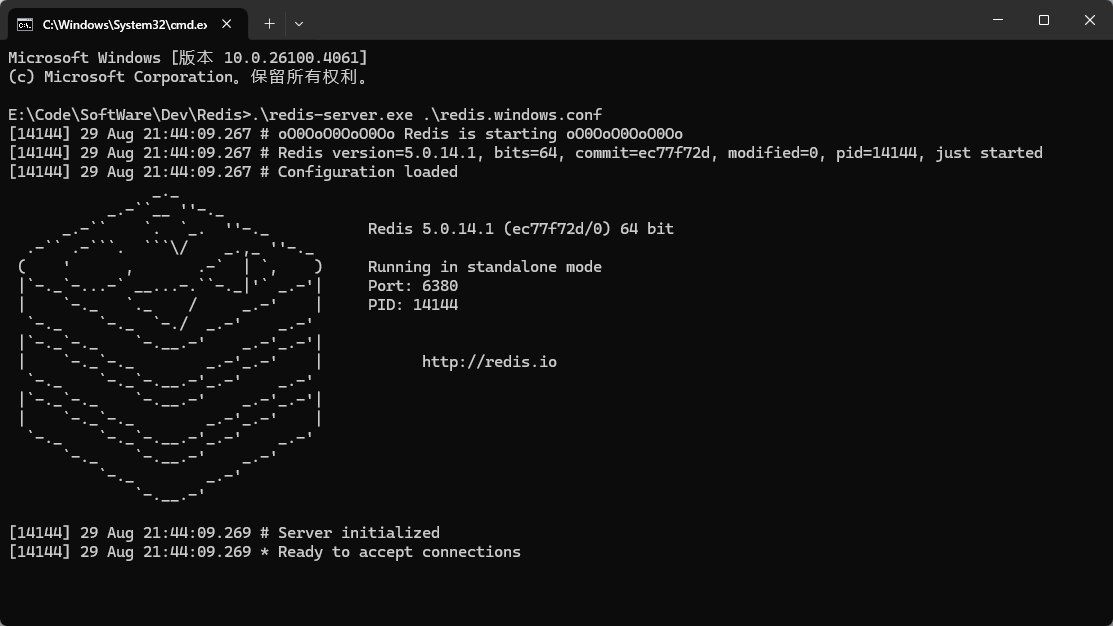 C:\Windows\System32\cmd.ex
Microsoft Windows [版本 10.0.26100.4061]
(c) Microsoft Corporation。保留所有权利。
E:\Code\SoftWare\Dev\Redis>.\redis-server.exe .\redis.windows.conf
[14144] 29 Aug 21:44:09.267 # oO0OoO0OoO0Oo Redis is starting oO0OoO0OoO0Oo
[14144] 29 Aug 21:44:09.267 # Redis version=5.0.14.1, bits=64, commit=ec77f72d, modified=0, pid=14144, just started
[14144] 29 Aug 21:44:09.267 # Configuration loaded
Redis 5.0.14.1 (ec77f72d/0) 64 bit
Running in standalone mode
Port: 6380
PID: 14144
http://redis.io
[14144] 29 Aug 21:44:09.269 # Server initialized
[14144] 29 Aug 21:44:09.269 * Ready to accept connections